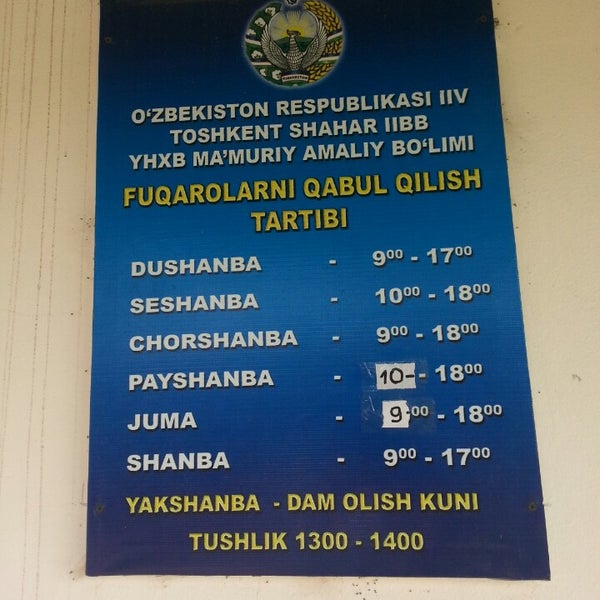 O'ZBEKISTON RESPUBLIKASI IIV
TOSHKENT SHAHAR IIBB
YHXB MA'MURIY AMALIY BO'LIMI
FUQAROLARNI QABUL QILISH
TARTIBI
DUSHANBA - 9⁰⁰ - 17⁰⁰
SESHANBA - 10⁰⁰ - 18⁰⁰
CHORSHANBA - 9⁰⁰ - 18⁰⁰
PAYSHANBA - 10- - 18⁰⁰
JUMA - 9⁰⁰ - 18⁰⁰
SHANBA - 9⁰⁰ - 17⁰⁰
YAKSHANBA - DAM OLISH KUNI
TUSHLIK 1300 - 1400